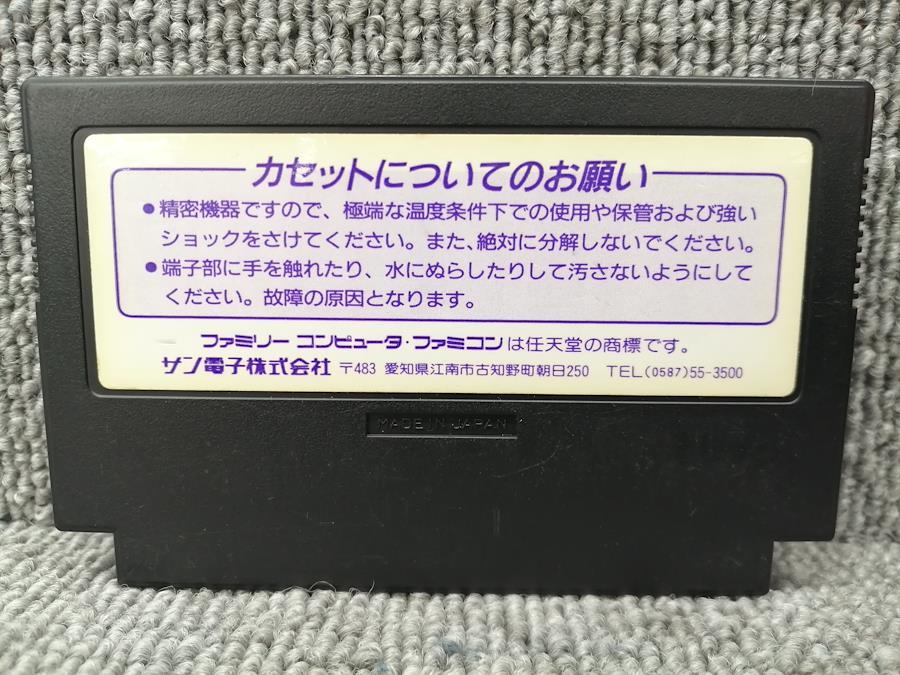 カセットについてのお願い
●精密機器ですので、極端な温度条件下での使用や保管および強い
ショックをさけてください。また、絶対に分解しないでください。
●端子部に手を触れたり、水にぬらしたりして汚さないようにして
ください。故障の原因となります。
ファミリー コンピュータ・ファミコンは任天堂の商標です。
サン電子株式会社 〒483 愛知県江南市古知野町朝日250 TEL(0587)55-3500
MADE IN JAPAN